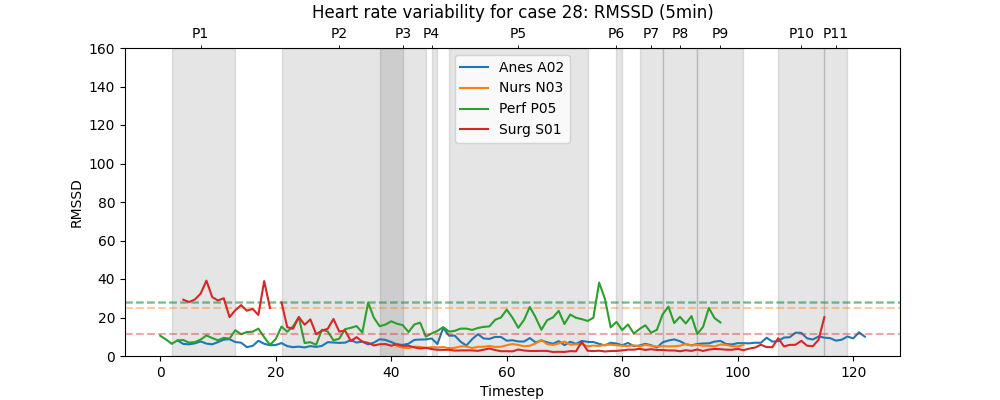 Heart rate variability for case 28: RMSSD (5min)
P1 P2 P3 P4 P5 P6 P7 P8 P9 P10 P11
160
140
120
100
80
60
40
20
0
RMSSD
Anes A02
Nurs N03
Perf P05
Surg S01
0 20 40 60 80 100 120
Timestep